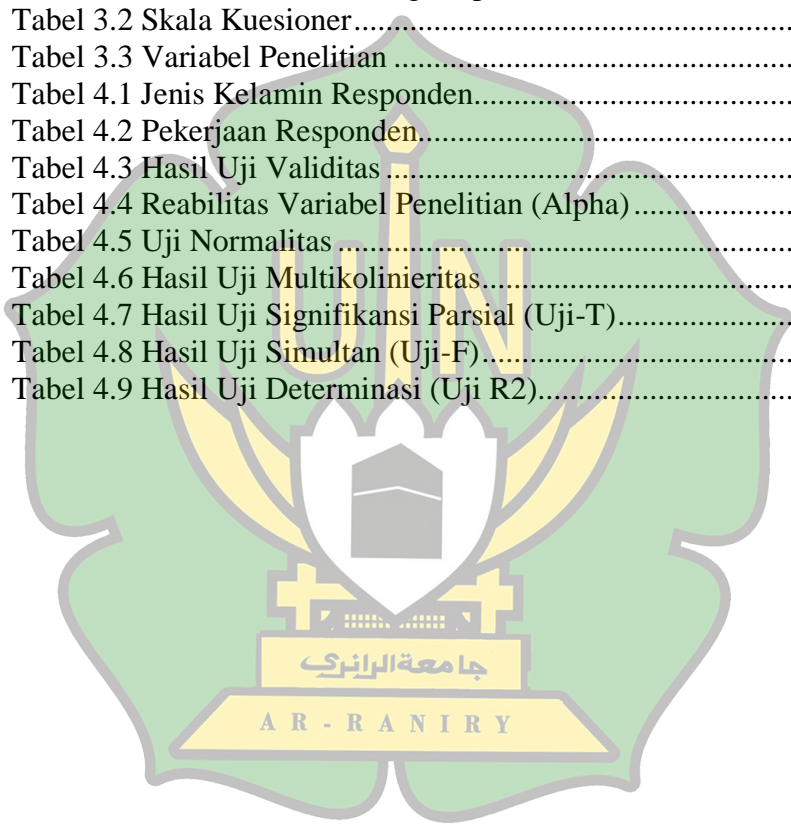 Tabel 3.2 Skala Kuesioner................................................................
Tabel 3.3 Variabel Penelitian ..........................................................
Tabel 4.1 Jenis Kelamin Responden................................................
Tabel 4.2 Pekerjaan Responden.......................................................
Tabel 4.3 Hasil Uji Validitas ...........................................................
Tabel 4.4 Reabilitas Variabel Penelitian (Alpha) ........................
Tabel 4.5 Uji Normalitas ..................................................................
Tabel 4.6 Hasil Uji Multikolinieritas..............................................
Tabel 4.7 Hasil Uji Signifikansi Parsial (Uji-T)...........................
Tabel 4.8 Hasil Uji Simultan (Uji-F)..............................................
Tabel 4.9 Hasil Uji Determinasi (Uji R2).....................................
UIN
جامعةالرانري
AR-RANIRY